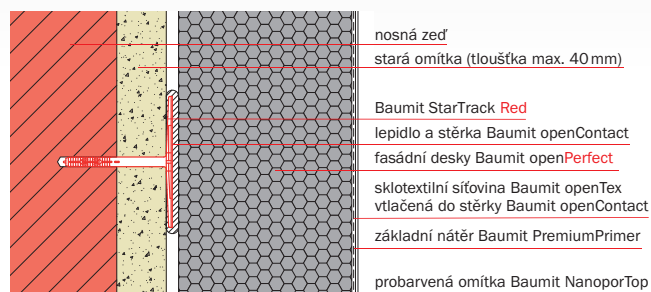 nosná zeď
stará omítka (tloušťka max. 40 mm)
Baumit StarTrack Red
lepidlo a stěrka Baumit openContact
fasádní desky Baumit openPerfect
sklotextilní síťovina Baumit openTex
vtlačená do stěrky Baumit openContact
základní nátěr Baumit PremiumPrimer
probarvená omítka Baumit NanoporTop